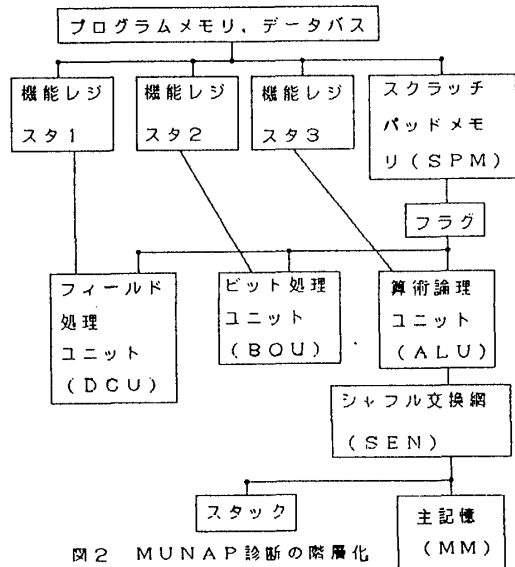 プログラムメモリ、データバス
機能レジ
スタ1
機能レジ
スタ2
機能レジ
スタ3
スクラッチ
パッドメモ
リ(SPM)
フラグ
フィールド
処理
ユニット
(DCU)
ビット処理
ユニット
(BOU)
算術論理
ユニット
(ALU)
シャフル交換網
(SEN)
スタック
主記憶
(MM)
図2 MUNAP診断の階層化